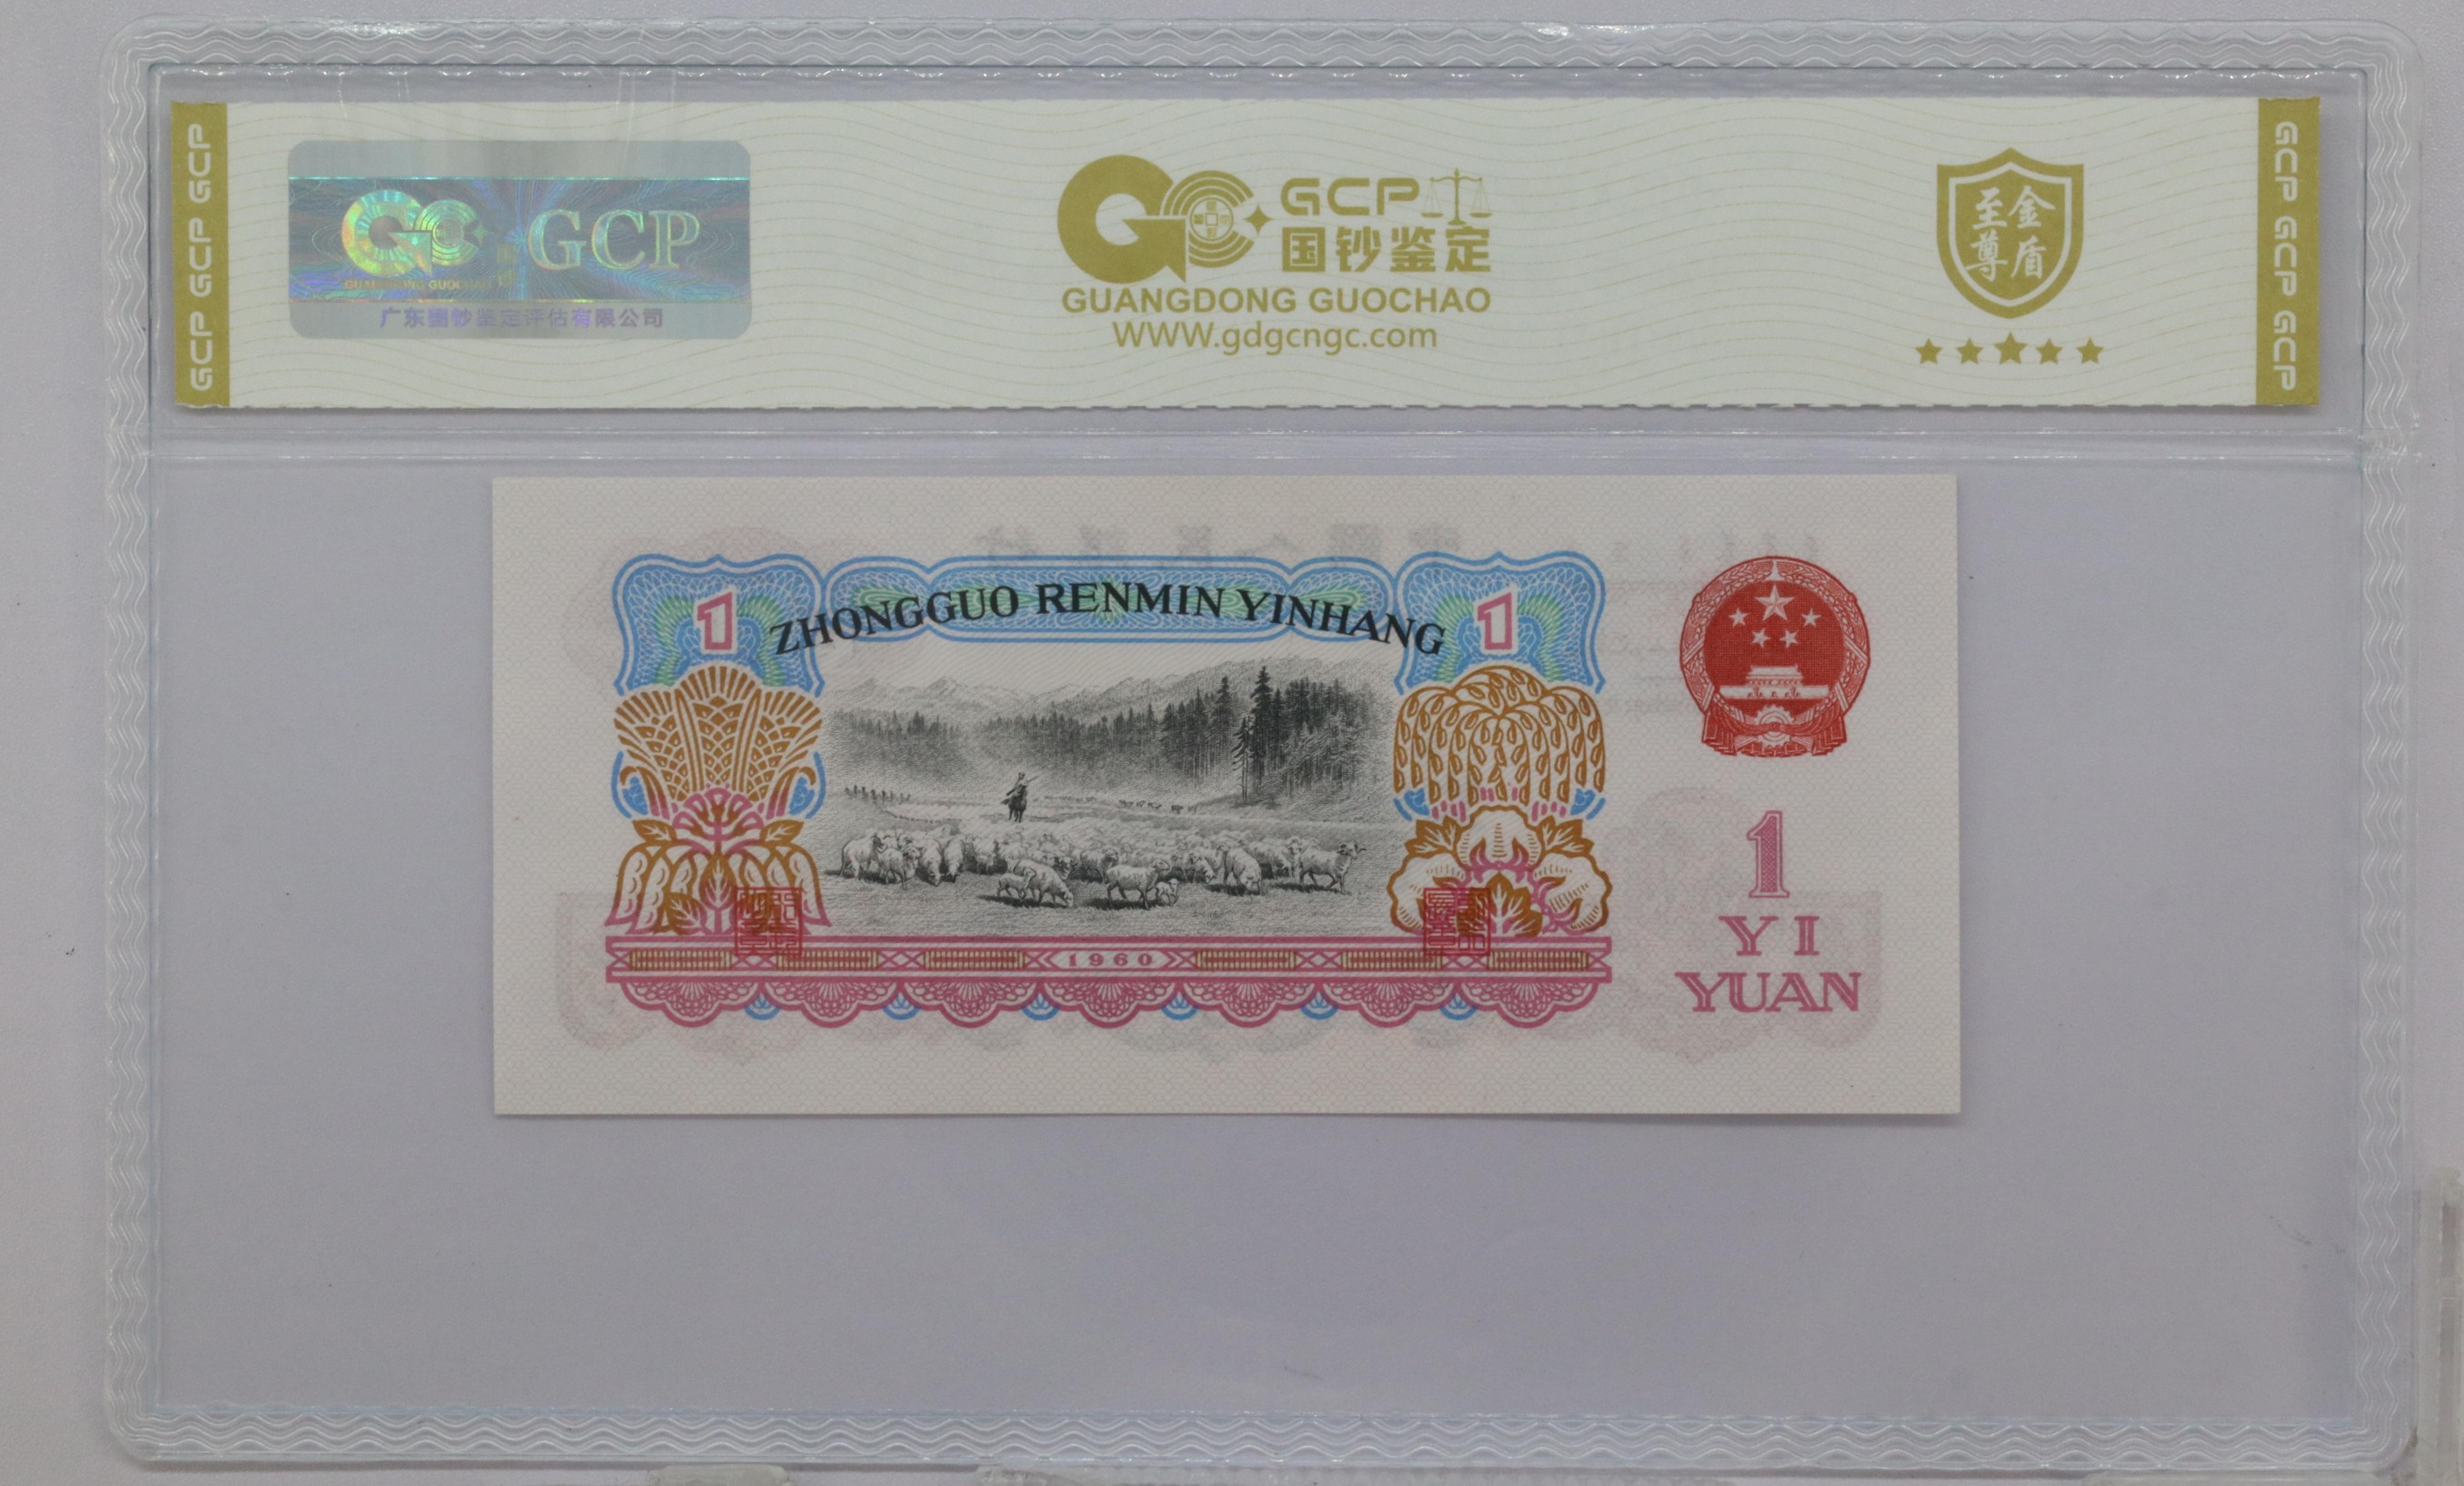 GCP GCP GCP
GCP
GUANGDONG GUOCHAO
广东国钞鉴定评估有限公司
GCP
国钞鉴定
GUANGDONG GUOCHAO
WWW.gdgcngc.com
至尊
金盾
GCP GCP GCP
1
ZHONGGUO RENMIN YINHANG
1
1
YI
YUAN
1960